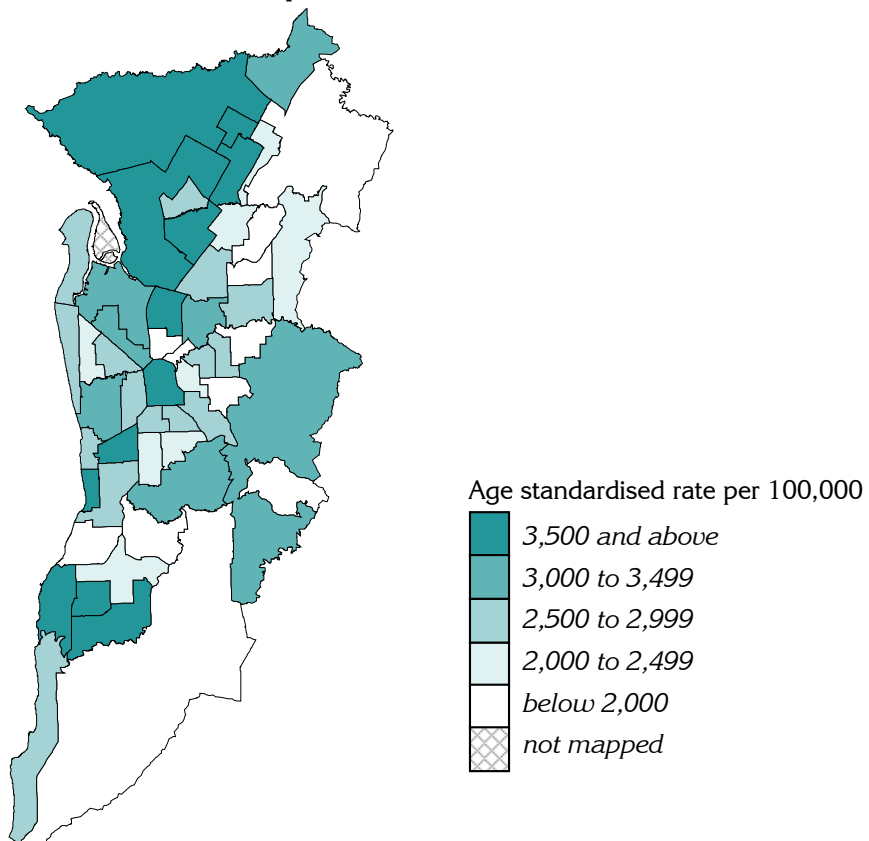 Age standardised rate per 100,000
3,500 and above
3,000 to 3,499
2,500 to 2,999
2,000 to 2,499
below 2,000
not mapped